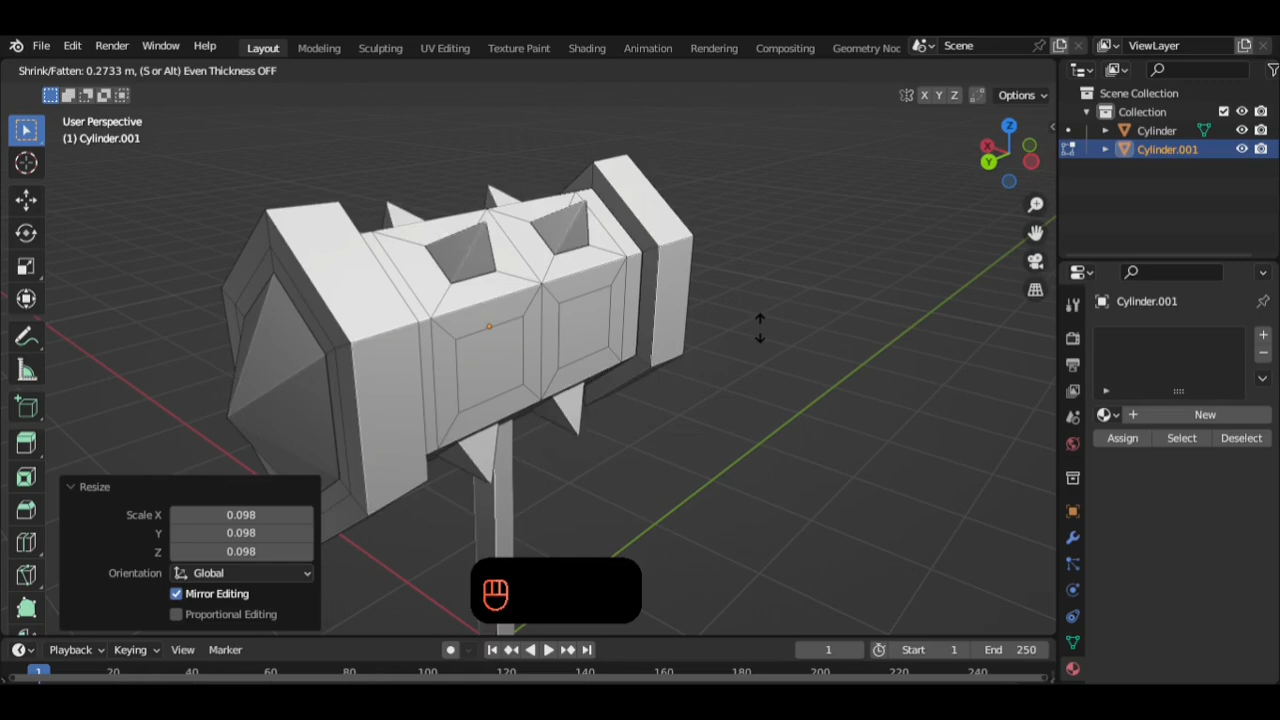 File Edit Render Window Help Layout Modeling Sculpting UV Editing Texture Paint Shading Animation Rendering Compositing Geometry Noc Scene ViewLayer
Shrink/Fatten: 0.2733 m, (S or Alt) Even Thickness OFF
X Y Z Options
Scene Collection
Collection
Cylinder
Cylinder.001
User Perspective
(1) Cylinder.001
Z
X
Y
Cylinder.001
New
Assign Select Deselect
Resize
Scale X 0.098
Y 0.098
Z 0.098
Orientation Global
Mirror Editing
Proportional Editing
Playback Keying View Marker 1 Start 1 End 250
1 20 40 60 80 100 120 140 160 180 200 220 240